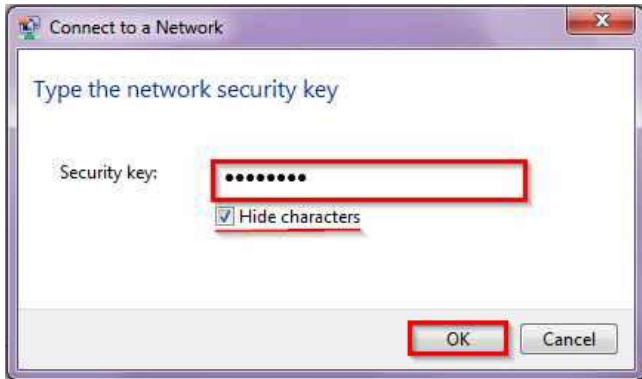 Connect to a Network
Type the network security key
Security key: ••••••••
Hide characters
OK Cancel